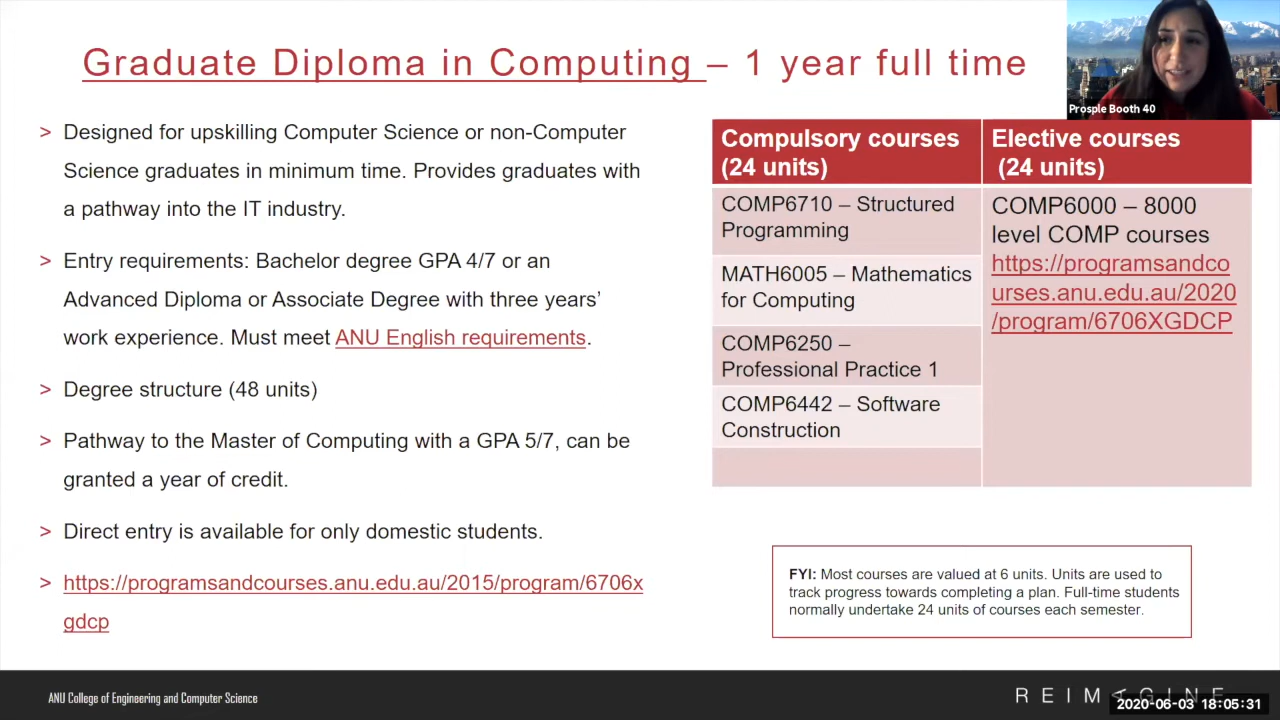 Graduate Diploma in Computing – 1 year full time
Prosple Booth 40
> Designed for upskilling Computer Science or non-Computer
Science graduates in minimum time. Provides graduates with
a pathway into the IT industry.
> Entry requirements: Bachelor degree GPA 4/7 or an
Advanced Diploma or Associate Degree with three years’
work experience. Must meet ANU English requirements.
> Degree structure (48 units)
> Pathway to the Master of Computing with a GPA 5/7, can be
granted a year of credit.
> Direct entry is available for only domestic students.
> https://programsandcourses.anu.edu.au/2015/program/6706x
gdcp
Compulsory courses
(24 units)
COMP6710 – Structured
Programming
MATH6005 – Mathematics
for Computing
COMP6250 –
Professional Practice 1
COMP6442 – Software
Construction
Elective courses
(24 units)
COMP6000 – 8000
level COMP courses
https://programsandco
urses.anu.edu.au/2020
/program/6706XGDCP
FYI: Most courses are valued at 6 units. Units are used to
track progress towards completing a plan. Full-time students
normally undertake 24 units of courses each semester.
ANU College of Engineering and Computer Science
REIMAGINE
2020-06-03 18:05:31